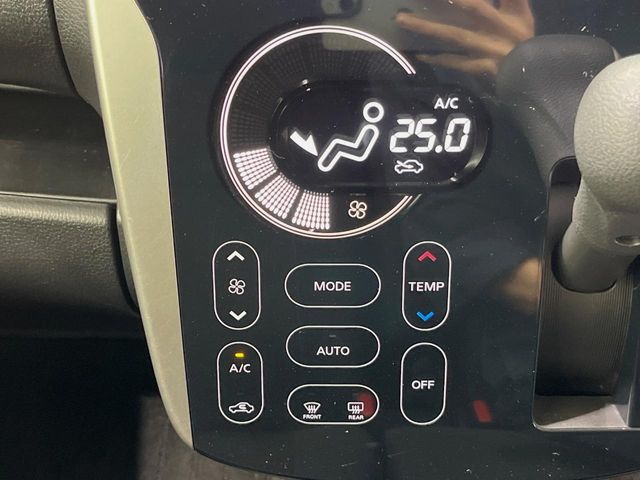 A/C
25.0
MODE
TEMP
AUTO
A/C
OFF
FRONT REAR